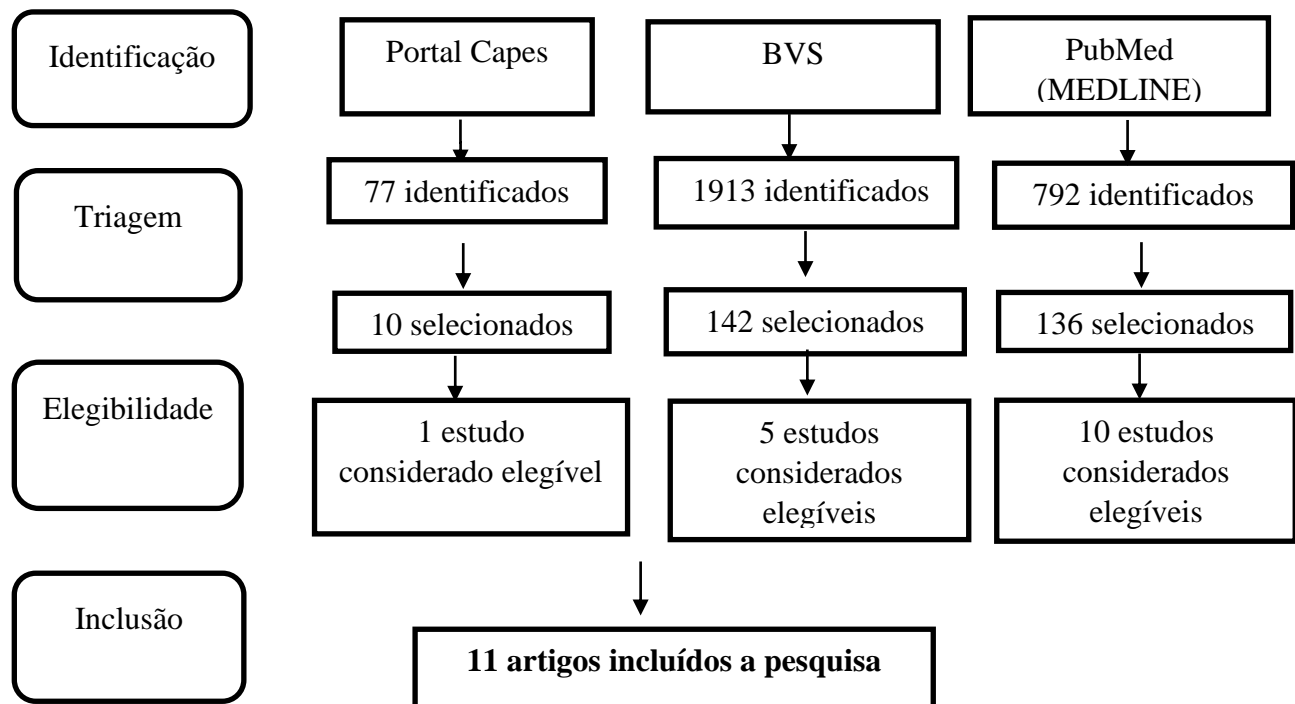 Identificação
Portal Capes
BVS
PubMed
(MEDLINE)
Triagem
77 identificados
1913 identificados
792 identificados
10 selecionados
142 selecionados
136 selecionados
Elegibilidade
1 estudo
considerado elegível
5 estudos
considerados
elegíveis
10 estudos
considerados
elegíveis
Inclusão
11 artigos incluídos a pesquisa